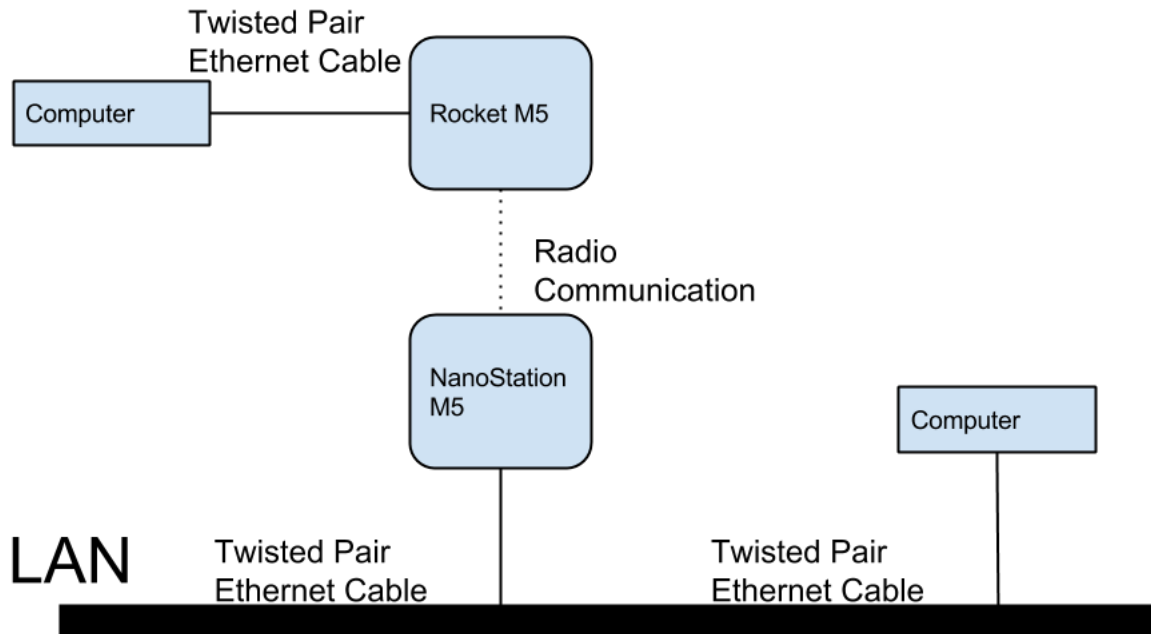 Twisted Pair
Ethernet Cable
Computer
Rocket M5
Radio
Communication
NanoStation
M5
Computer
LAN
Twisted Pair
Ethernet Cable
Twisted Pair
Ethernet Cable